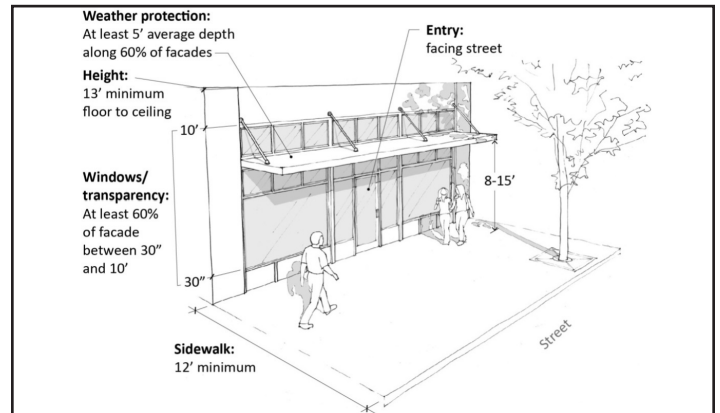 Weather protection:
At least 5′ average depth
along 60% of facades
Entry:
facing street
Height:
13′ minimum
floor to ceiling
10′
Windows/
transparency:
At least 60%
of facade
between 30″
and 10′
8-15′
30″
Sidewalk:
12′ minimum
Street